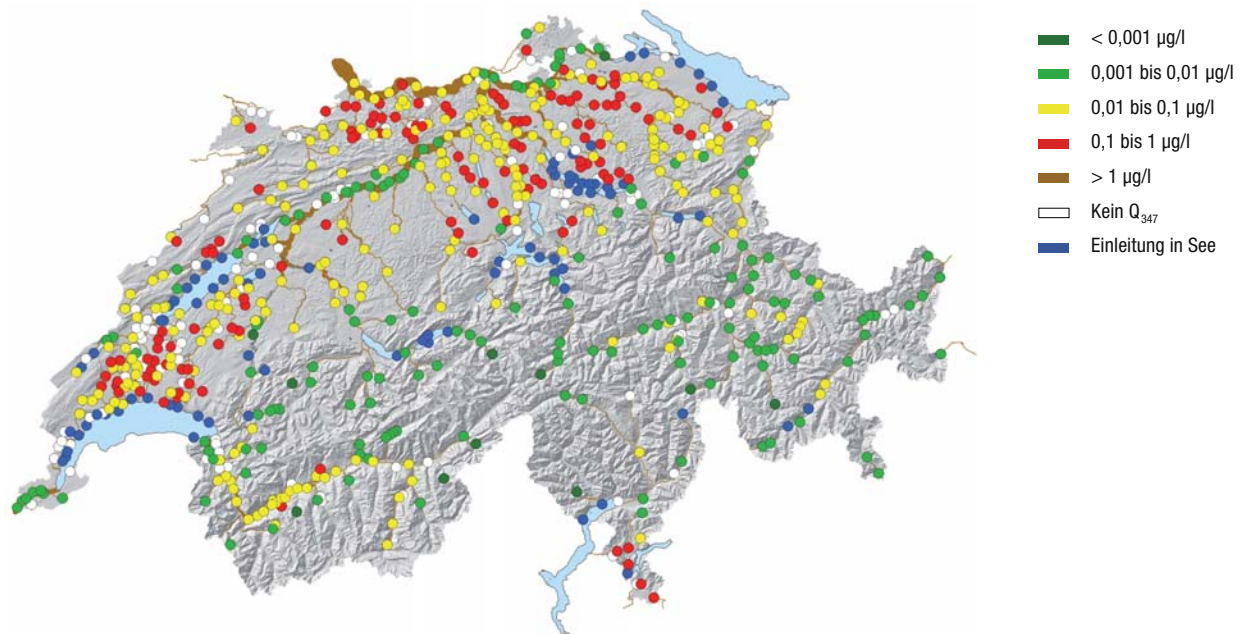 < 0,001 µg/l
0,001 bis 0,01 µg/l
0,01 bis 0,1 µg/l
0,1 bis 1 µg/l
> 1 µg/l
Kein Q347
Einleitung in See